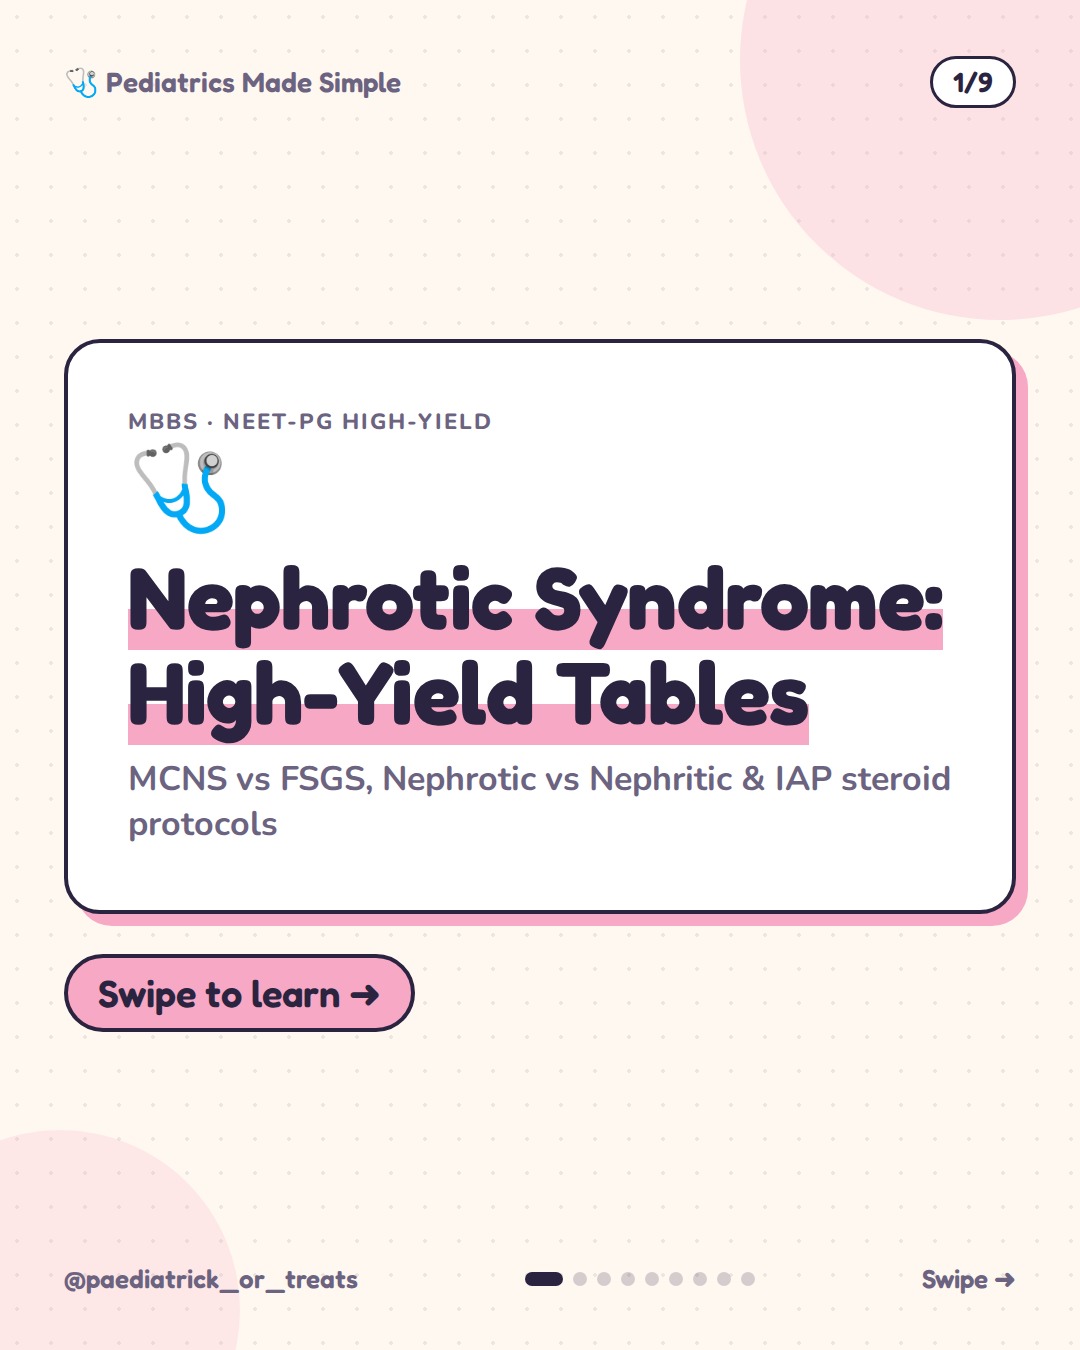 🩺 Pediatrics Made Simple
1/9
MBBS · NEET-PG HIGH-YIELD
Nephrotic Syndrome:
High-Yield Tables
MCNS vs FSGS, Nephrotic vs Nephritic & IAP steroid
protocols
Swipe to learn ➜
@paediatrick_or_treats
Swipe ➜